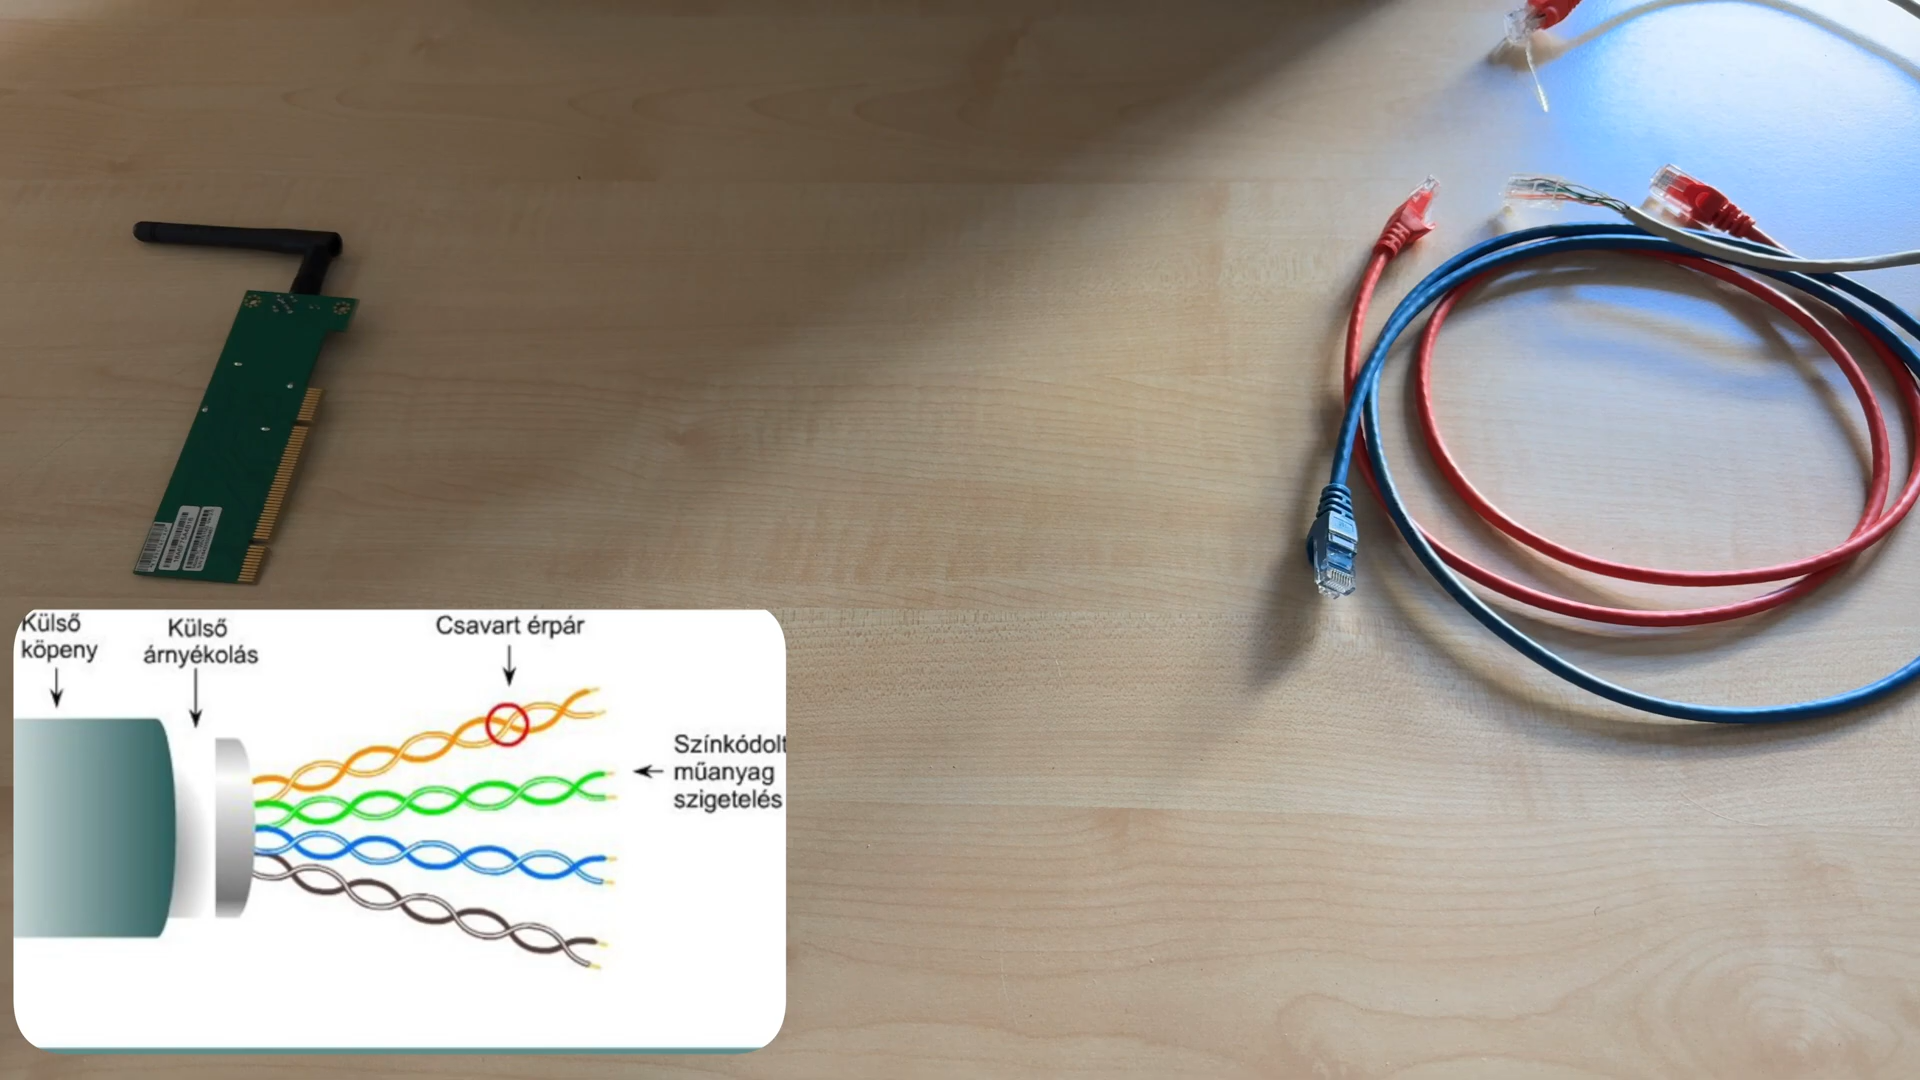 Külső
köpeny
Külső
árnyékolás
Csavart érpár
Színkódolt
műanyag
szigetelés